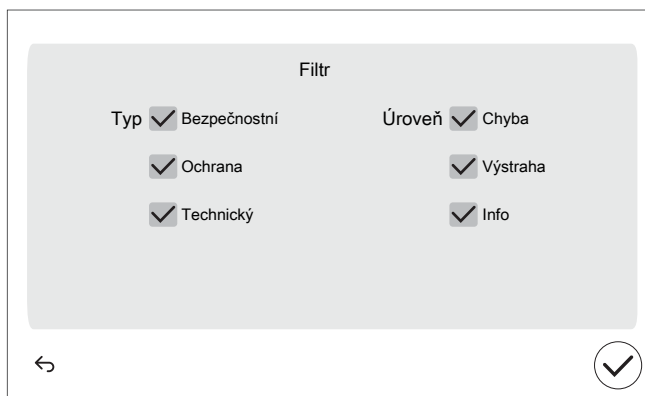 Filtr
Typ Bezpečnostní Úroveň Chyba
Ochrana Výstraha
Technický Info